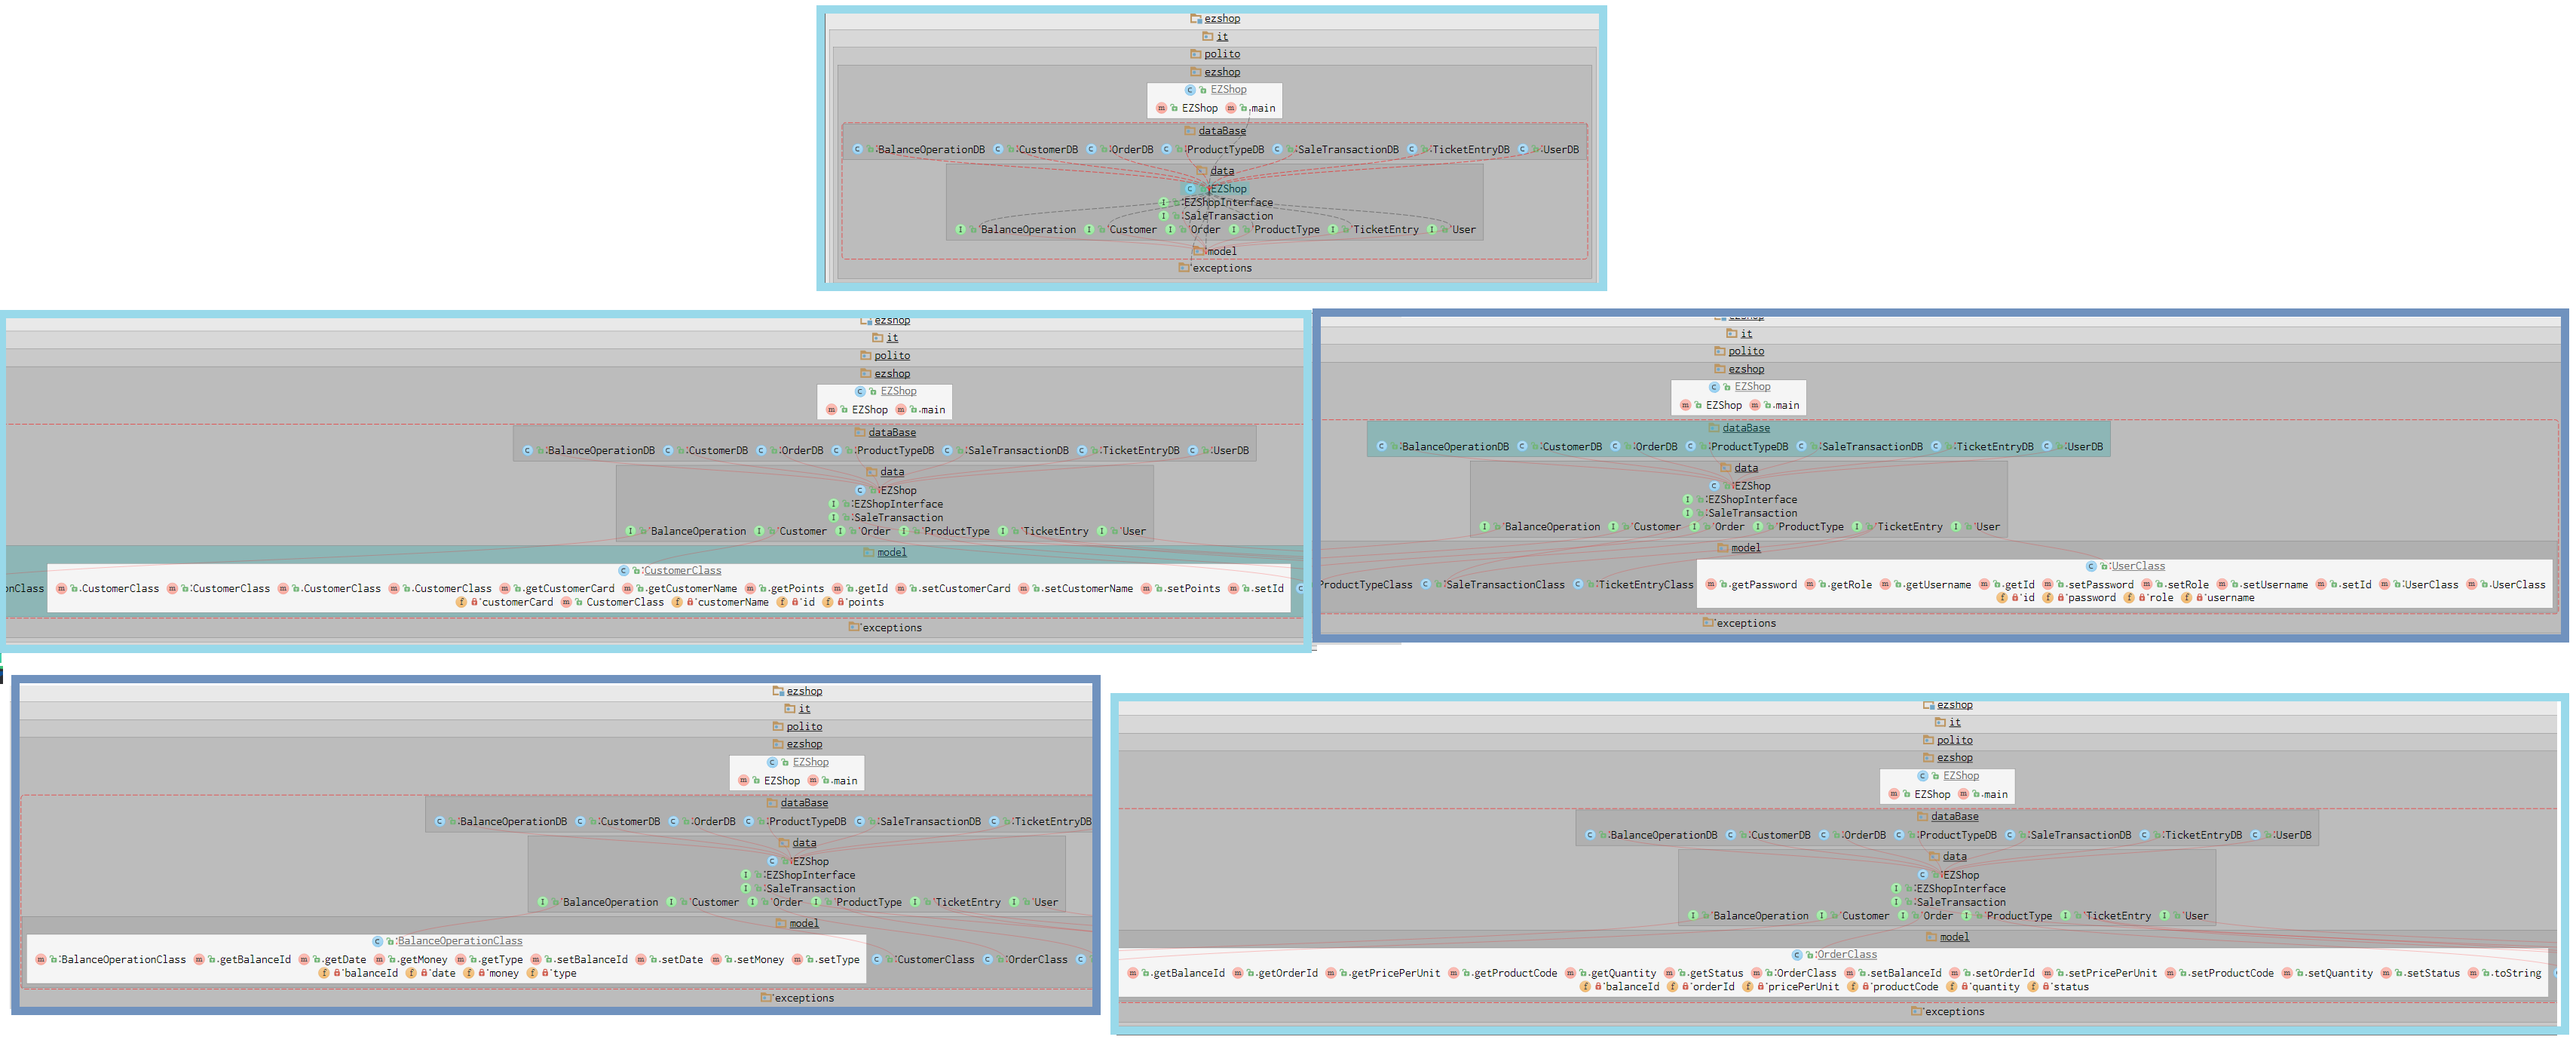 ezshop
it
polito
ezshop
EZShop
EZShop main
dataBase
BalanceOperationDB CustomerDB OrderDB ProductTypeDB SaleTransactionDB TicketEntryDB UserDB
data
EZShop
EZShopInterface
SaleTransaction
BalanceOperation Customer Order ProductType TicketEntry User
model
exceptions
ezshop
it
polito
ezshop
EZShop
EZShop main
dataBase
BalanceOperationDB CustomerDB OrderDB ProductTypeDB SaleTransactionDB TicketEntryDB UserDB
data
EZShop
EZShopInterface
SaleTransaction
BalanceOperation Customer Order ProductType TicketEntry User
model
CustomerClass
onClass CustomerClass CustomerClass CustomerClass CustomerClass getCustomerCard getCustomerName getPoints getId setCustomerCard setCustomerName setPoints setId
customerCard CustomerClass customerName id points
exceptions
ezshop
it
polito
ezshop
EZShop
EZShop main
dataBase
BalanceOperationDB CustomerDB OrderDB ProductTypeDB SaleTransactionDB TicketEntryDB UserDB
data
EZShop
EZShopInterface
SaleTransaction
BalanceOperation Customer Order ProductType TicketEntry User
model
UserClass
ProductTypeClass SaleTransactionClass TicketEntryClass getPassword getRole getUsername getId setPassword setRole setUsername setId UserClass UserClass
id password role username
exceptions
ezshop
it
polito
ezshop
EZShop
EZShop main
dataBase
BalanceOperationDB CustomerDB OrderDB ProductTypeDB SaleTransactionDB TicketEntryDB
data
EZShop
EZShopInterface
SaleTransaction
BalanceOperation Customer Order ProductType TicketEntry User
model
BalanceOperationClass
BalanceOperationClass getBalanceId getDate getMoney getType setBalanceId setDate setMoney setType CustomerClass OrderClass
balanceId date money type
exceptions
ezshop
it
polito
ezshop
EZShop
EZShop main
dataBase
BalanceOperationDB CustomerDB OrderDB ProductTypeDB SaleTransactionDB TicketEntryDB UserDB
data
EZShop
EZShopInterface
SaleTransaction
BalanceOperation Customer Order ProductType TicketEntry User
model
OrderClass
getBalanceId getOrderId getPricePerUnit getProductCode getQuantity getStatus OrderClass setBalanceId setOrderId setPricePerUnit setProductCode setQuantity setStatus toString
balanceId orderId pricePerUnit productCode quantity status
exceptions